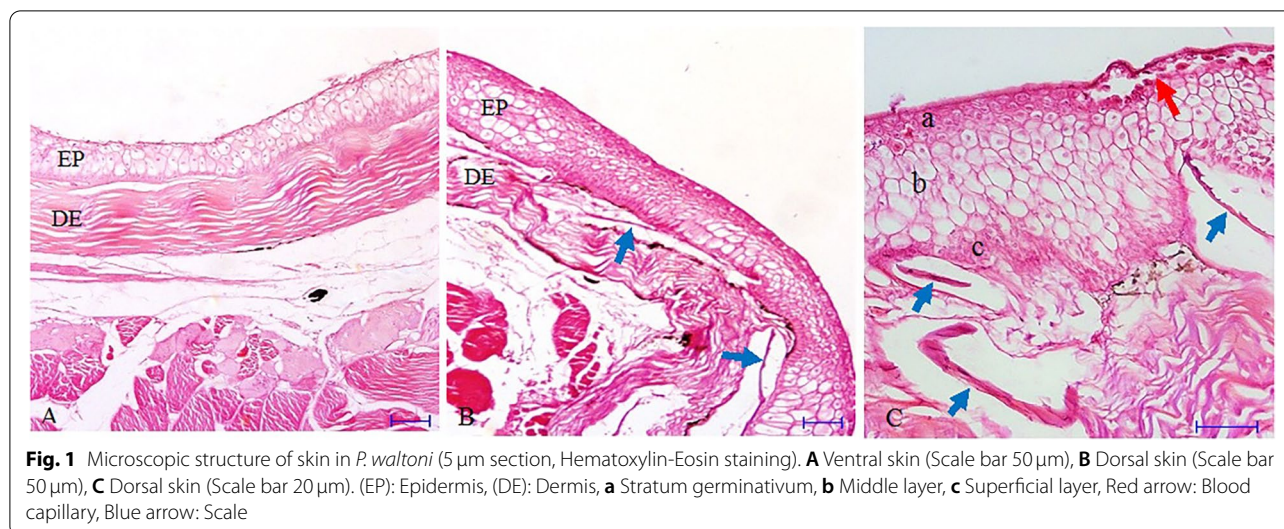 EP
DE
A
EP
DE
B
a
b
c
C
Fig. 1 Microscopic structure of skin in P. waltoni (5 µm section, Hematoxylin-Eosin staining). A Ventral skin (Scale bar 50 µm), B Dorsal skin (Scale bar
50 µm), C Dorsal skin (Scale bar 20 µm). (EP): Epidermis, (DE): Dermis, a Stratum germinativum, b Middle layer, c Superficial layer, Red arrow: Blood
capillary, Blue arrow: Scale